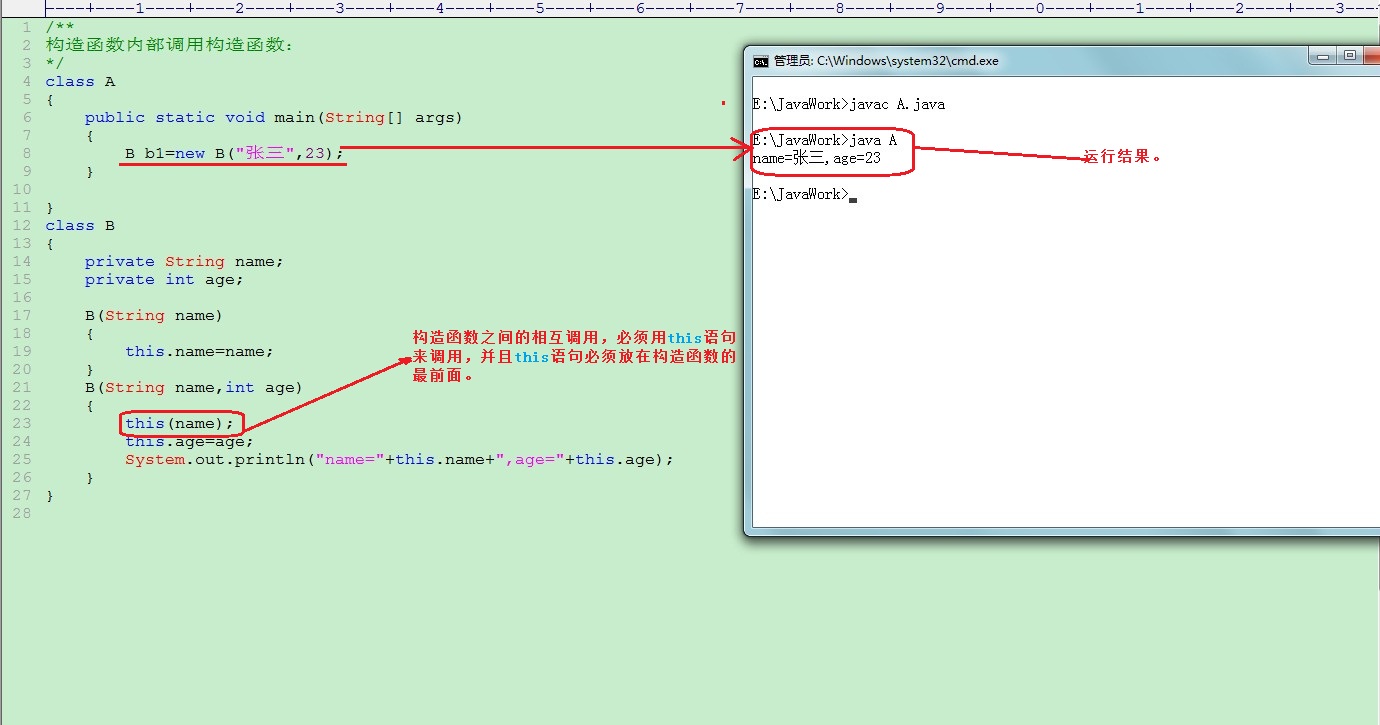 ----+----1----+----2----+----3----+----4----+----5----+----6----+----7----+----8----+----9----+----0----+----1----+----2----+----3---
1 /**
2 构造函数内部调用构造函数:
3 */
4 class A
5 {
6 public static void main(String[] args)
7 {
8 B b1=new B("张三",23);
9 }
10
11 }
12 class B
13 {
14 private String name;
15 private int age;
16
17 B(String name)
18 {
19 this.name=name;
20 }
21 B(String name,int age)
22 {
23 this(name);
24 this.age=age;
25 System.out.println("name="+this.name+",age="+this.age);
26 }
27 }
28
构造函数之间的相互调用，必须用this语句
来调用，并且this语句必须放在构造函数的
最前面。
管理员: C:\Windows\system32\cmd.exe
E:\JavaWork>javac A.java
E:\JavaWork>java A
name=张三,age=23
E:\JavaWork>
运行结果。